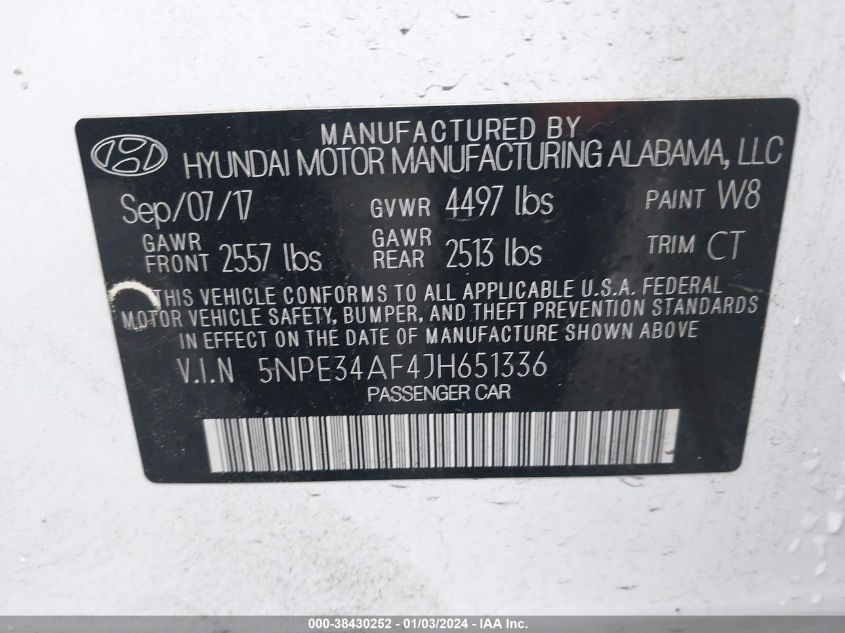 MANUFACTURED BY
HYUNDAI MOTOR MANUFACTURING ALABAMA, LLC
Sep/07/17 GVWR 4497 lbs PAINT W8
GAWR FRONT 2557 lbs GAWR REAR 2513 lbs TRIM CT
THIS VEHICLE CONFORMS TO ALL APPLICABLE U.S.A. FEDERAL
MOTOR VEHICLE SAFETY, BUMPER, AND THEFT PREVENTION STANDARDS
IN EFFECT ON THE DATE OF MANUFACTURE SHOWN ABOVE
V.I.N 5NPE34AF4JH651336
PASSENGER CAR
000-38430252 - 01/03/2024 - IAA Inc.